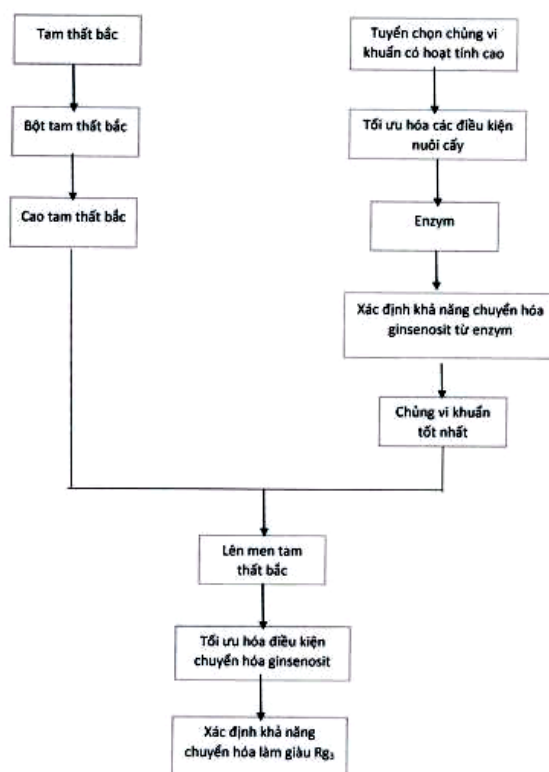 Tam thất bắc
Bột tam thất bắc
Cao tam thất bắc
Tuyển chọn chủng vi
khuẩn có hoạt tính cao
Tối ưu hóa các điều kiện
nuôi cấy
Enzym
Xác định khả năng chuyển hóa
ginsenosit từ enzym
Chủng vi khuẩn
tốt nhất
Lên men tam
thất bắc
Tối ưu hóa điều kiện
chuyển hóa ginsenosit
Xác định khả năng
chuyển hóa làm giàu Rg₃